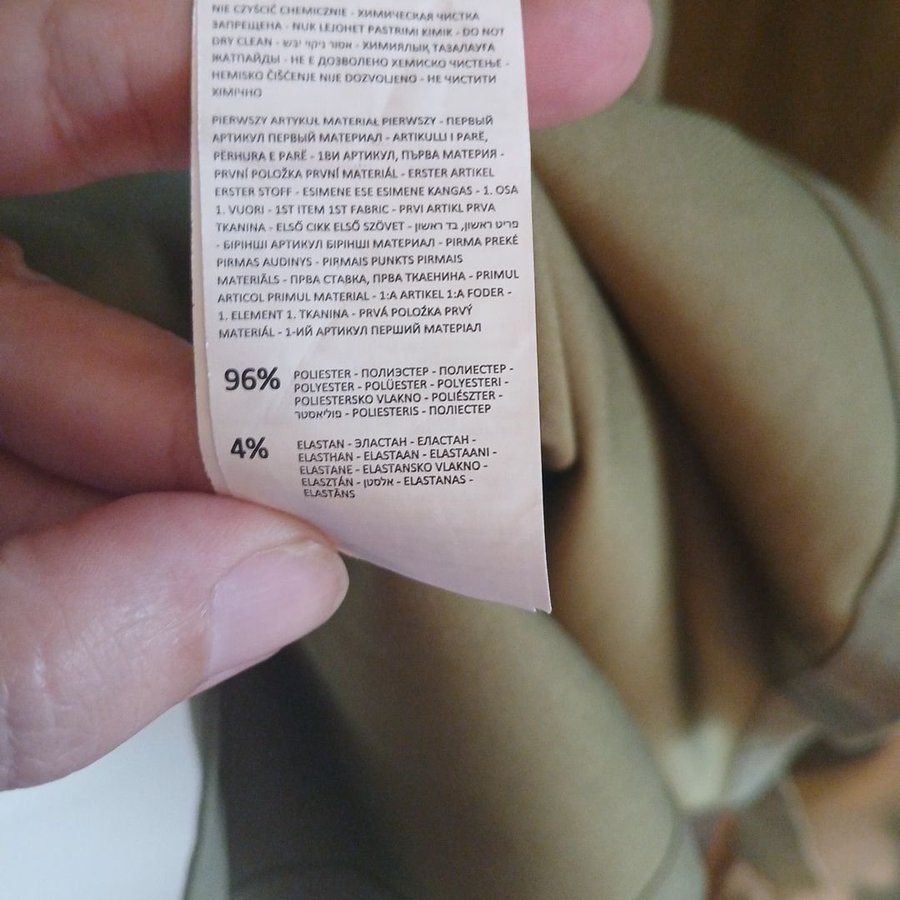 NIE CZYŚCIĆ CHEMICZNIE - ХИМИЧЕСКАЯ ЧИСТКА
ЗАПРЕЩЕНА - NUK LEJOHET PASTRIMI KIMIK - DO NOT
DRY CLEAN - אסור ניקוי יבש - ХИМИЯЛЫҚ ТАЗАЛАУҒА
ЖАТПАЙДЫ - НЕ Е ДОЗВОЛЕНО ХЕМИСКО ЧИСТЕЊЕ -
HEMISKO ČIŠĆENJE NIJE DOZVOLJENO - НЕ ЧИСТИТИ
ХІМІЧНО
PIERWSZY ARTYKUŁ MATERIAŁ PIERWSZY - ПЕРВЫЙ
АРТИКУЛ ПЕРВЫЙ МАТЕРИАЛ - ARTIKULLI I PARË,
PËRHURA E PARË - 1ВИ АРТИКУЛ, ПЪРВА МАТЕРИЯ -
PRVNÍ POLOŽKA PRVNÍ MATERIÁL - ERSTER ARTIKEL
ERSTER STOFF - ESIMENE ESE ESIMENE KANGAS - 1. OSA
1. VUORI - 1ST ITEM 1ST FABRIC - PRVI ARTIKL PRVA
TKANINA - ELSŐ CIKK ELSŐ SZÖVET - פריט ראשון, בד ראשון
- БІРІНШІ АРТИКУЛ БІРІНШІ МАТЕРИАЛ - PIRMA PREKĖ
PIRMAS AUDINYS - PIRMAIS PUNKTS PIRMAIS
MATERIĀLS - ПРВА СТАВКА, ПРВА ТКАЕНИНА - PRIMUL
ARTICOL PRIMUL MATERIAL - 1:A ARTIKEL 1:A FODER -
1. ELEMENT 1. TKANINA - PRVÁ POLOŽKA PRVÝ
MATERIÁL - 1-ИЙ АРТИКУЛ ПЕРШИЙ МАТЕРІАЛ
96% POLIESTER - ПОЛИЭСТЕР - ПОЛИЕСТЕР -
POLYESTER - POLÜESTER - POLYESTERI -
POLIESTERSKO VLAKNO - POLIÉSZTER -
פוליאסטר - POLIESTERIS - ПОЛІЕСТЕР
4% ELASTAN - ЭЛАСТАН - ЕЛАСТАН -
ELASTHAN - ELASTAAN - ELASTAANI -
ELASTANE - ELASTANSKO VLAKNO -
ELASZTÁN - אלסטן - ELASTANAS -
ELASTĀNS